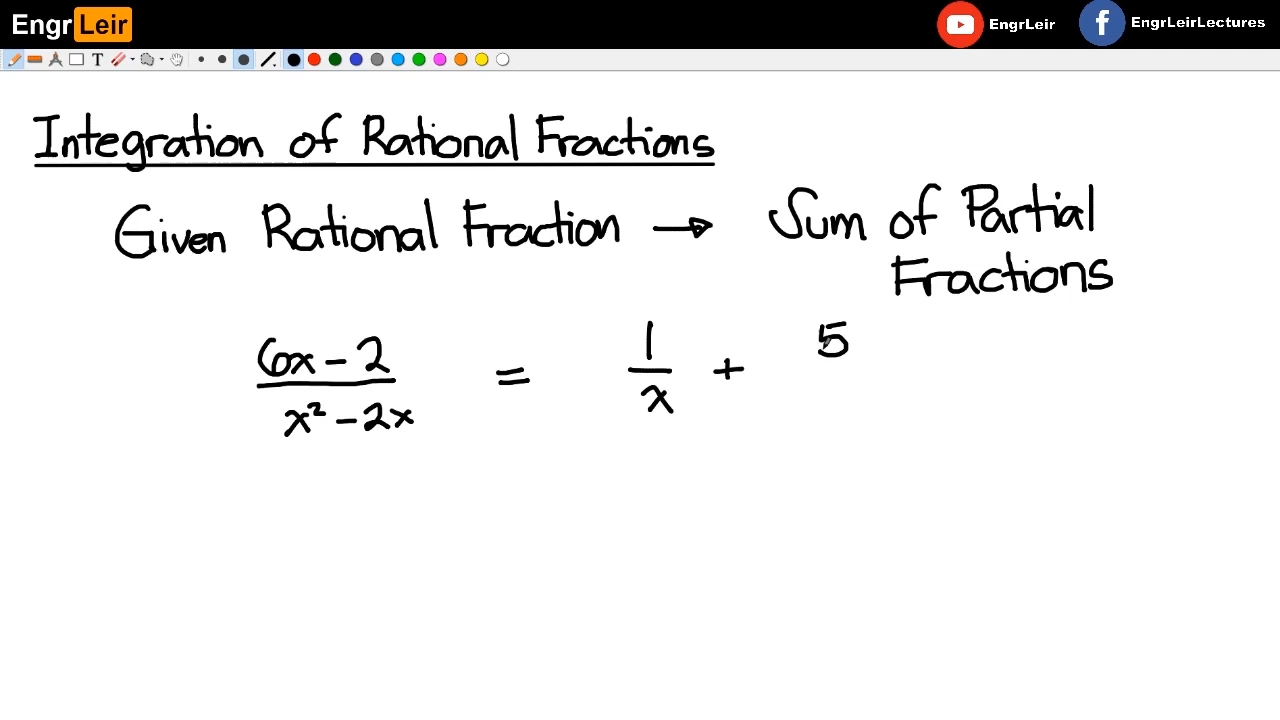 EngrLeir
EngrLeir
EngrLeirLectures
T
Integration of Rational Fractions
Given Rational Fraction → Sum of Partial
Fractions
6x - 2
1
5
=
+
x² - 2x
x